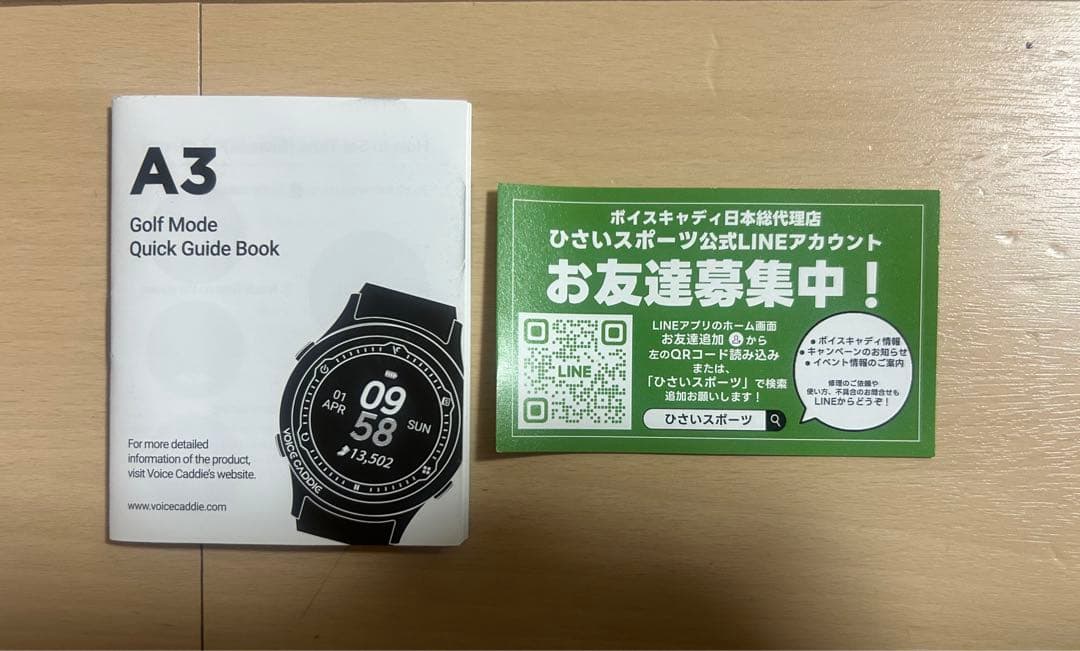 A3
Golf Mode
Quick Guide Book
01
APR
09
58
SUN
13,502
VOICE CADDIE
For more detailed
information of the product,
visit Voice Caddie's website.
www.voicecaddie.com
ボイスキャディ日本総代理店
ひさいスポーツ公式LINEアカウント
お友達募集中！
LINE
LINEアプリのホーム画面
お友達追加 から
左のQRコード読み込み
または、
「ひさいスポーツ」で検索
追加お願いします！
ひさいスポーツ
• ボイスキャディ情報
• キャンペーンのお知らせ
• イベント情報のご案内
修理のご依頼や
使い方、不具合のお問合せも
LINEからどうぞ！